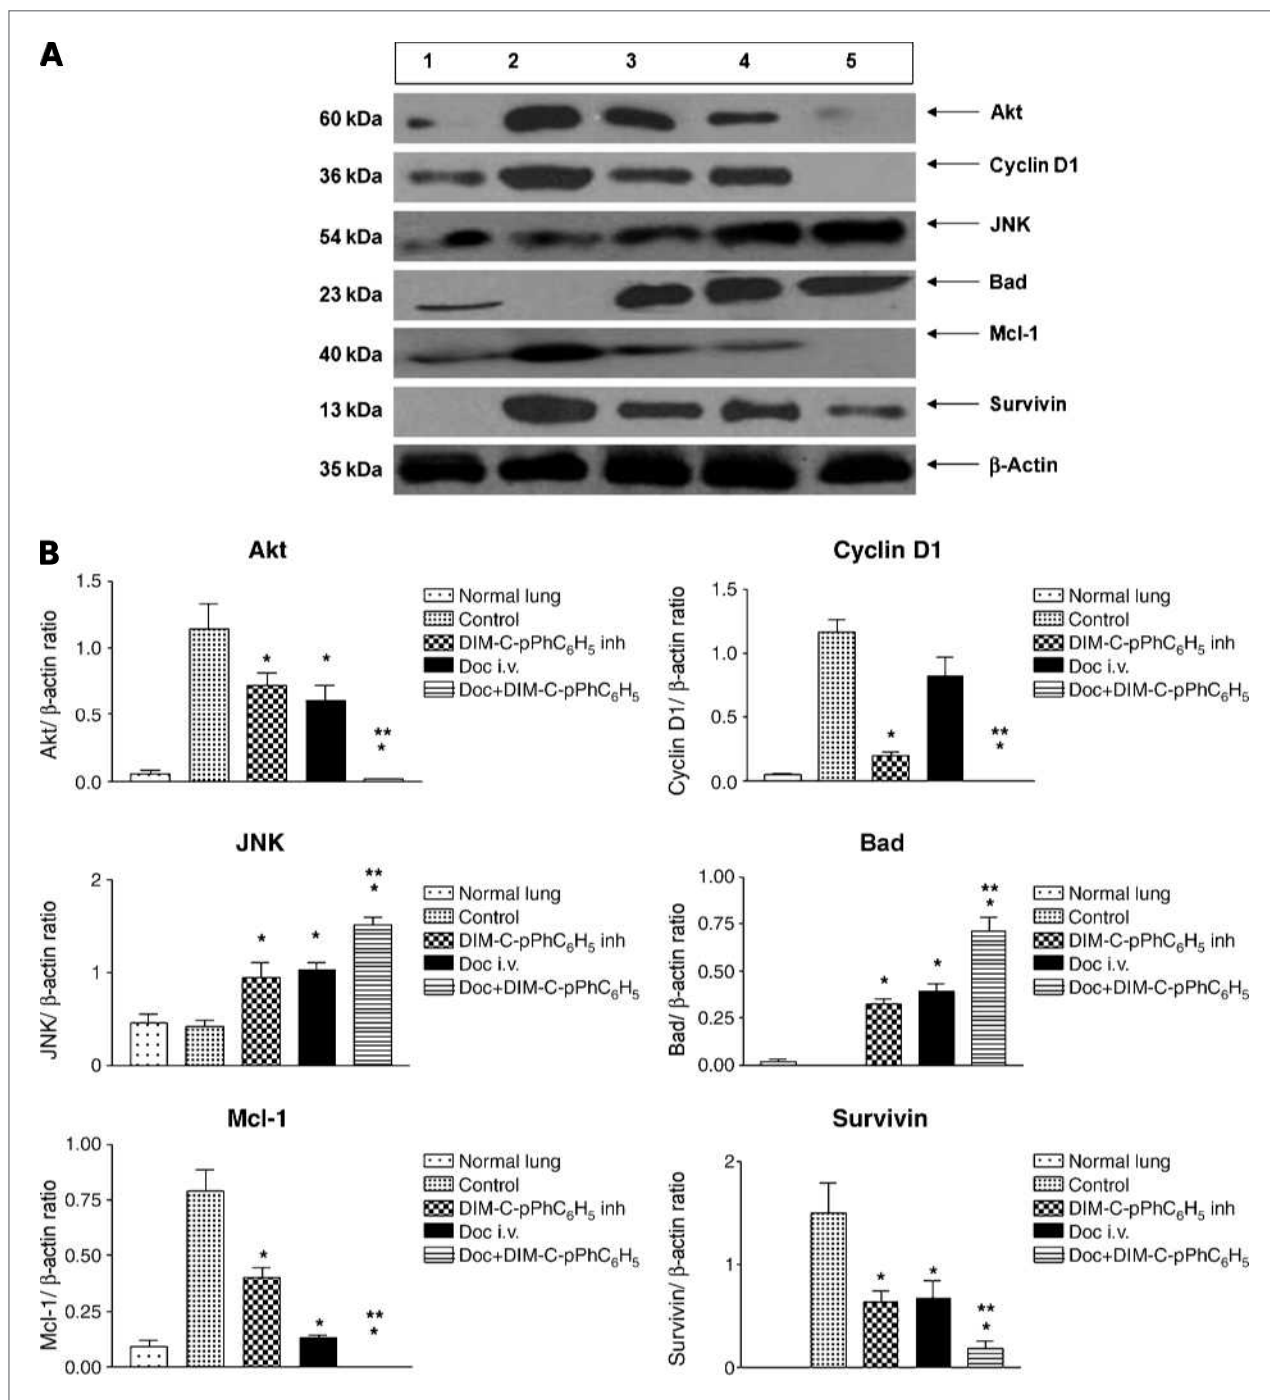 A
1 2 3 4 5
60 kDa Akt
36 kDa Cyclin D1
54 kDa JNK
23 kDa Bad
40 kDa Mcl-1
13 kDa Survivin
35 kDa β-Actin
B
Akt
Akt/ β-actin ratio
1.5
1.0
0.5
0.0
*
*
**
*
Normal lung
Control
DIM-C-pPhC₆H₅ inh
Doc i.v.
Doc+DIM-C-pPhC₆H₅
Cyclin D1
Cyclin D1/ β-actin ratio
1.5
1.0
0.5
0.0
*
**
*
Normal lung
Control
DIM-C-pPhC₆H₅ inh
Doc i.v.
Doc+DIM-C-pPhC₆H₅
JNK
JNK/ β-actin ratio
2
1
0
*
*
**
*
Normal lung
Control
DIM-C-pPhC₆H₅ inh
Doc i.v.
Doc+DIM-C-pPhC₆H₅
Bad
Bad/ β-actin ratio
1.00
0.75
0.50
0.25
0.00
*
*
**
*
Normal lung
Control
DIM-C-pPhC₆H₅ inh
Doc i.v.
Doc+DIM-C-pPhC₆H₅
Mcl-1
Mcl-1/ β-actin ratio
1.00
0.75
0.50
0.25
0.00
*
*
**
*
Normal lung
Control
DIM-C-pPhC₆H₅ inh
Doc i.v.
Doc+DIM-C-pPhC₆H₅
Survivin
Survivin/ β-actin ratio
2
1
0
*
*
**
*
Normal lung
Control
DIM-C-pPhC₆H₅ inh
Doc i.v.
Doc+DIM-C-pPhC₆H₅